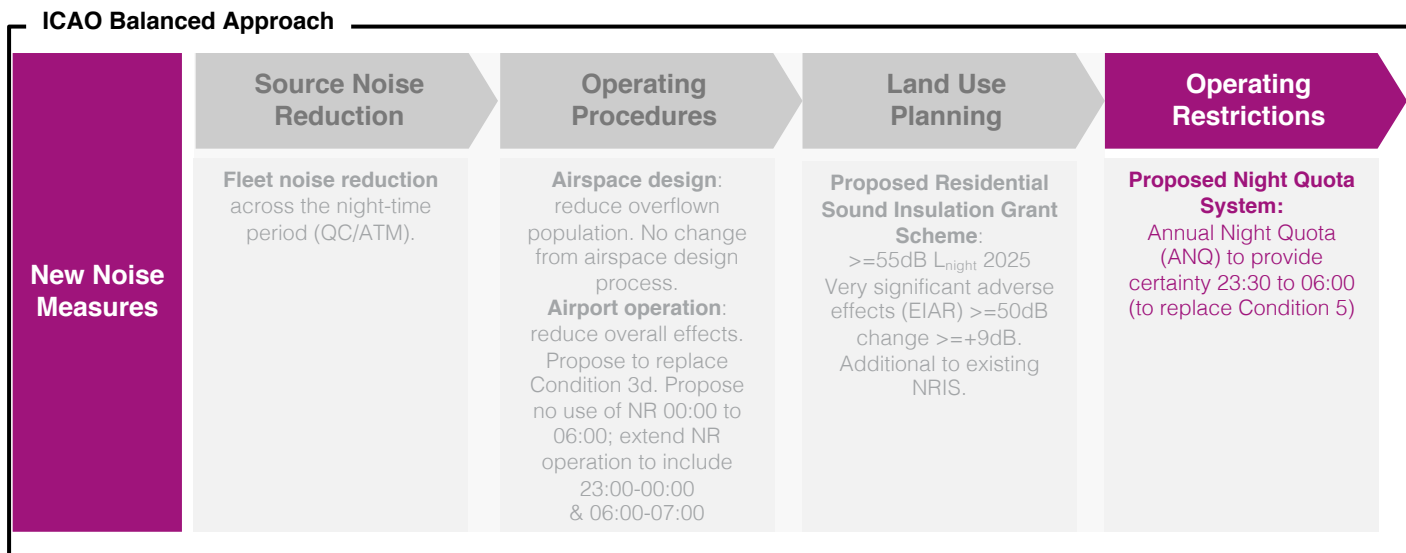 ICAO Balanced Approach
New Noise
Measures
Source Noise
Reduction
Fleet noise reduction
across the night-time
period (QC/ATM).
Operating
Procedures
Airspace design:
reduce overflown
population. No change
from airspace design
process.
Airport operation:
reduce overall effects.
Propose to replace
Condition 3d. Propose
no use of NR 00:00 to
06:00; extend NR
operation to include
23:00-00:00
& 06:00-07:00
Land Use
Planning
Proposed Residential
Sound Insulation Grant
Scheme:
>=55dB Lnight 2025
Very significant adverse
effects (EIAR) >=50dB
change >=+9dB.
Additional to existing
NRIS.
Operating
Restrictions
Proposed Night Quota
System:
Annual Night Quota
(ANQ) to provide
certainty 23:30 to 06:00
(to replace Condition 5)